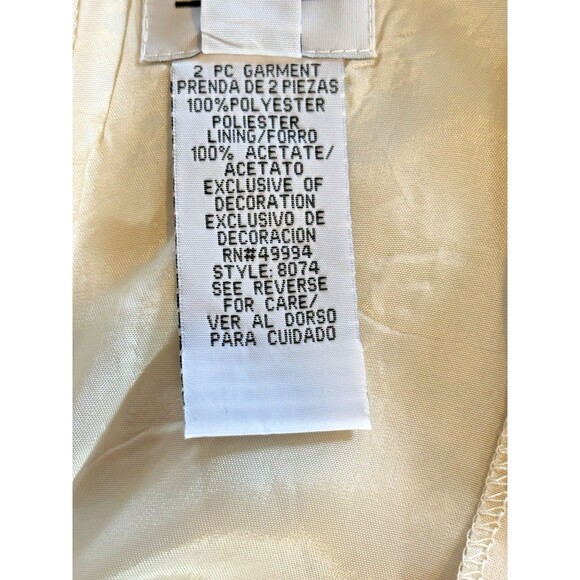 2 PC GARMENT
PRENDA DE 2 PIEZAS
100%POLYESTER
POLIESTER
LINING/FORRO
100% ACETATE/
ACETATO
EXCLUSIVE OF
DECORATION
EXCLUSIVO DE
DECORACION
RN#49994
STYLE:8074
SEE REVERSE
FOR CARE/
VER AL DORSO
PARA CUIDADO